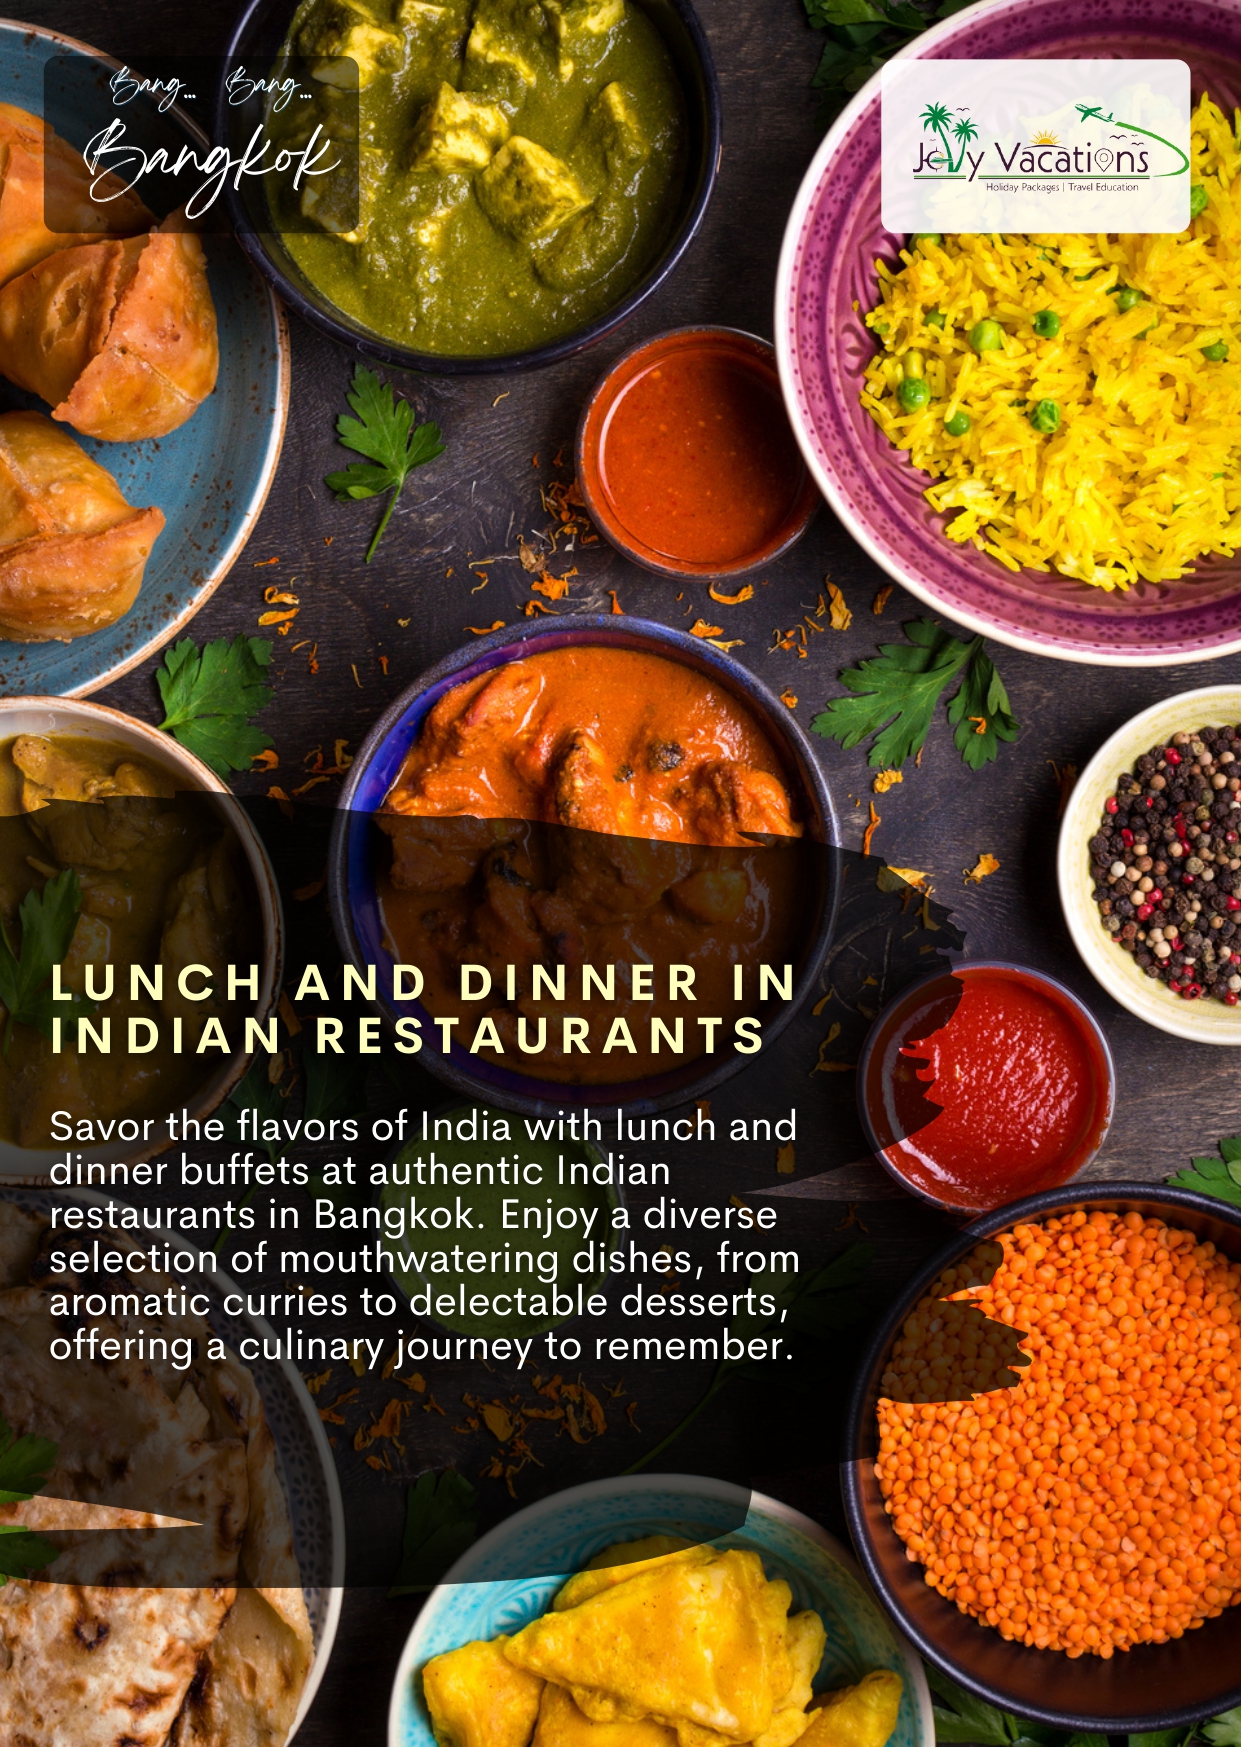 Bang... Bang...
Bangkok
Jovy Vacations
Holiday Packages | Travel Education
LUNCH AND DINNER IN
INDIAN RESTAURANTS
Savor the flavors of India with lunch and
dinner buffets at authentic Indian
restaurants in Bangkok. Enjoy a diverse
selection of mouthwatering dishes, from
aromatic curries to delectable desserts,
offering a culinary journey to remember.